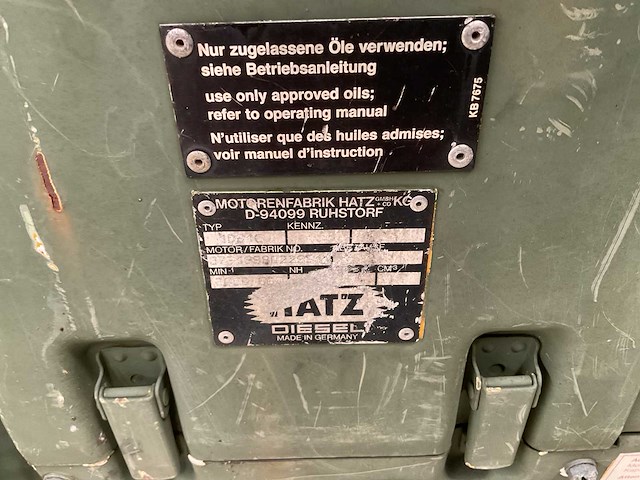 Nur zugelassene Öle verwenden;
siehe Betriebsanleitung
use only approved oils;
refer to operating manual
N'utiliser que des huiles admises;
voir manuel d'instruction
KB 7675
MOTORENFABRIK HATZ GMBH + CO KG
D-94099 RUHSTORF
TYP KENNZ.
MOTOR/FABRIK NO.
MIN-1 NH CM3
"HATZ"
DIESEL
MADE IN GERMANY